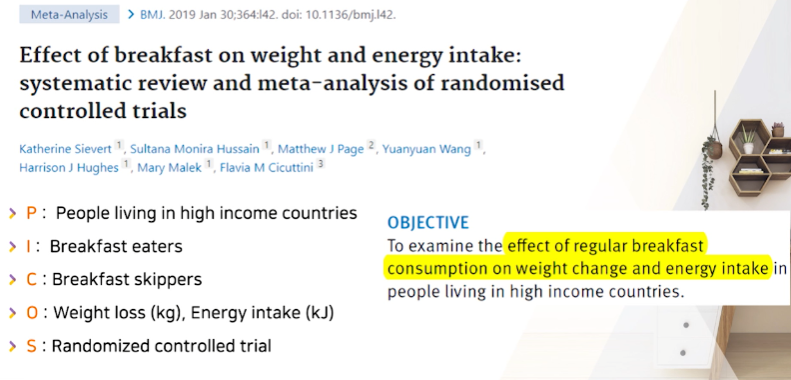 Meta-Analysis > BMJ. 2019 Jan 30;364:l42. doi: 10.1136/bmj.l42.
Effect of breakfast on weight and energy intake:
systematic review and meta-analysis of randomised
controlled trials
Katherine Sievert 1, Sultana Monira Hussain 1, Matthew J Page 2, Yuanyuan Wang 1,
Harrison J Hughes 1, Mary Malek 1, Flavia M Cicuttini 3
> P : People living in high income countries
> I : Breakfast eaters
> C : Breakfast skippers
> O : Weight loss (kg), Energy intake (kJ)
> S : Randomized controlled trial
OBJECTIVE
To examine the effect of regular breakfast
consumption on weight change and energy intake in
people living in high income countries.